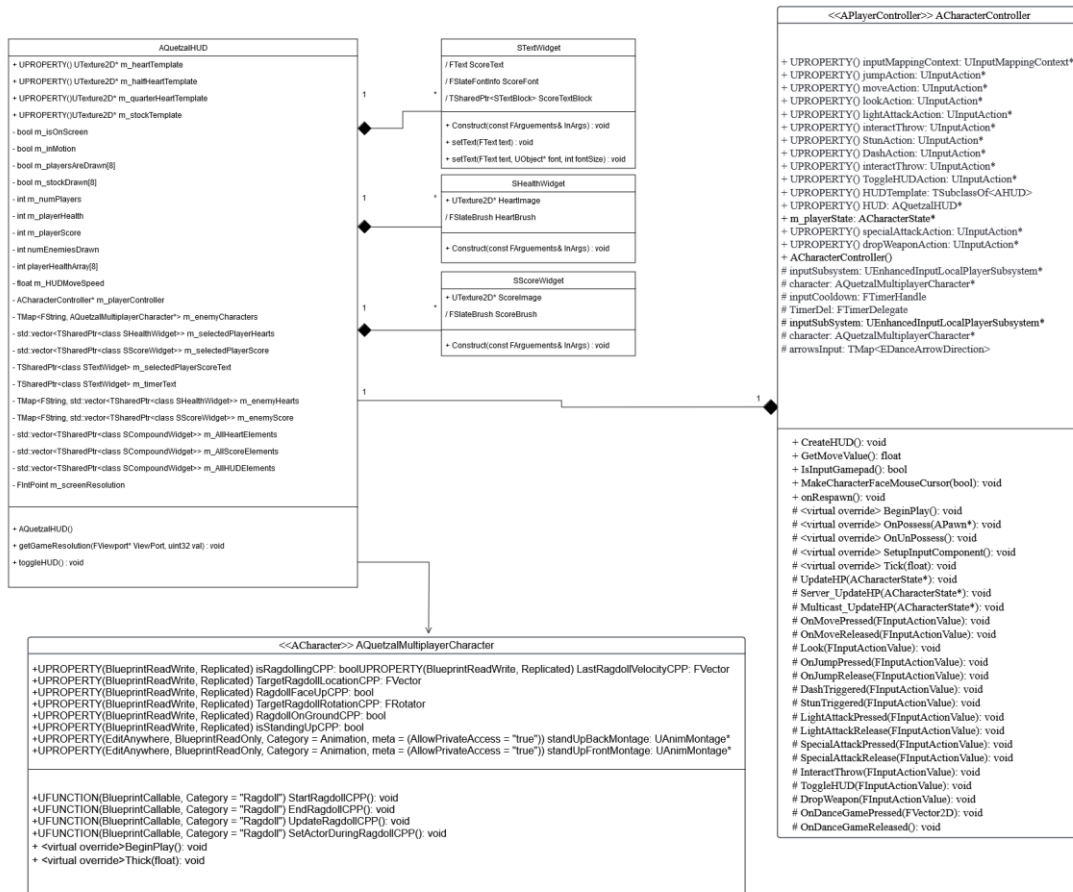 AQuetzalHUD
+ UPROPERTY() UTexture2D* m_heartTemplate
+ UPROPERTY() UTexture2D* m_halfHeartTemplate
+ UPROPERTY()UTexture2D* m_quarterHeartTemplate
+ UPROPERTY()UTexture2D* m_stockTemplate
- bool m_isOnScreen
- bool m_inMotion
- bool m_playersAreDrawn[8]
- bool m_stockDrawn[8]
- int m_numPlayers
- int m_playerHealth
- int m_playerScore
- int numEnemiesDrawn
- int playerHealthArray[8]
- float m_HUDMoveSpeed
- ACharacterController* m_playerController
- TMap<FString, AQuetzalMultiplayerCharacter*> m_enemyCharacters
- std::vector<TSharedPtr<class SHealthWidget>> m_selectedPlayerHearts
- std::vector<TSharedPtr<class SScoreWidget>> m_selectedPlayerScore
- TSharedPtr<class STextWidget> m_selectedPlayerScoreText
- TSharedPtr<class STextWidget> m_timerText
- TMap<FString, std::vector<TSharedPtr<class SHealthWidget>> m_enemyHearts
- TMap<FString, std::vector<TSharedPtr<class SScoreWidget>> m_enemyScore
- std::vector<TSharedPtr<class SCompoundWidget>> m_AllHeartElements
- std::vector<TSharedPtr<class SCompoundWidget>> m_AllScoreElements
- std::vector<TSharedPtr<class SCompoundWidget>> m_AllHUDElements
- FIntPoint m_screenResolution
+ AQuetzalHUD()
+ getGameResolution(FViewport* ViewPort, uint32 val) : void
+ toggleHUD() : void
1
*
STextWidget
/ FText ScoreText
/ FSlateFontInfo ScoreFont
/ TSharedPtr<STextBlock> ScoreTextBlock
+ Construct(const FArguements& InArgs) : void
+ setText(FText text) : void
+ setText(FText text, UObject* font, int fontSize) : void
1
*
SHealthWidget
+ UTexture2D* HeartImage
/ FSlateBrush HeartBrush
+ Construct(const FArguements& InArgs) : void
1
*
SScoreWidget
+ UTexture2D* ScoreImage
/ FSlateBrush ScoreBrush
+ Construct(const FArguements& InArgs) : void
1
1
<<APlayerController>> ACharacterController
+ UPROPERTY() inputMappingContext: UInputMappingContext*
+ UPROPERTY() jumpAction: UInputAction*
+ UPROPERTY() moveAction: UInputAction*
+ UPROPERTY() lookAction: UInputAction*
+ UPROPERTY() lightAttackAction: UInputAction*
+ UPROPERTY() interactThrow: UInputAction*
+ UPROPERTY() StunAction: UInputAction*
+ UPROPERTY() DashAction: UInputAction*
+ UPROPERTY() interactThrow: UInputAction*
+ UPROPERTY() ToggleHUDAction: UInputAction*
+ UPROPERTY() HUDTemplate: TSubclassOf<AHUD>
+ UPROPERTY() HUD: AQuetzalHUD*
+ m_playerState: ACharacterState*
+ UPROPERTY() specialAttackAction: UInputAction*
+ UPROPERTY() dropWeaponAction: UInputAction*
+ ACharacterController()
# inputSubsystem: UEnhancedInputLocalPlayerSubsystem*
# character: AQuetzalMultiplayerCharacter*
# inputCooldown: FTimerHandle
# TimerDel: FTimerDelegate
# inputSubSystem: UEnhancedInputLocalPlayerSubsystem*
# character: AQuetzalMultiplayerCharacter*
# arrowsInput: TMap<EDanceArrowDirection>
+ CreateHUD(): void
+ GetMoveValue(): float
+ IsInputGamepad(): bool
+ MakeCharacterFaceMouseCursor(bool): void
+ onRespawn(): void
# <virtual override> BeginPlay(): void
# <virtual override> OnPossess(APawn*): void
# <virtual override> OnUnPossess(): void
# <virtual override> SetupInputComponent(): void
# <virtual override> Tick(float): void
# UpdateHP(ACharacterState*): void
# Server_UpdateHP(ACharacterState*): void
# Multicast_UpdateHP(ACharacterState*): void
# OnMovePressed(FInputActionValue): void
# OnMoveReleased(FInputActionValue): void
# Look(FInputActionValue): void
# OnJumpPressed(FInputActionValue): void
# OnJumpRelease(FInputActionValue): void
# DashTriggered(FInputActionValue): void
# StunTriggered(FInputActionValue): void
# LightAttackPressed(FInputActionValue): void
# LightAttackRelease(FInputActionValue): void
# SpecialAttackPressed(FInputActionValue): void
# SpecialAttackRelease(FInputActionValue): void
# InteractThrow(FInputActionValue): void
# ToggleHUD(FInputActionValue): void
# DropWeapon(FInputActionValue): void
# OnDanceGamePressed(FVector2D): void
# OnDanceGameReleased(): void
<<ACharacter>> AQuetzalMultiplayerCharacter
+UPROPERTY(BlueprintReadWrite, Replicated) isRagdollingCPP: boolUPROPERTY(BlueprintReadWrite, Replicated) LastRagdollVelocityCPP: FVector
+UPROPERTY(BlueprintReadWrite, Replicated) TargetRagdollLocationCPP: FVector
+UPROPERTY(BlueprintReadWrite, Replicated) RagdollFaceUpCPP: bool
+UPROPERTY(BlueprintReadWrite, Replicated) TargetRagdollRotationCPP: FRotator
+UPROPERTY(BlueprintReadWrite, Replicated) RagdollOnGroundCPP: bool
+UPROPERTY(BlueprintReadWrite, Replicated) isStandingUpCPP: bool
+UPROPERTY(EditAnywhere, BlueprintReadOnly, Category = Animation, meta = (AllowPrivateAccess = "true")) standUpBackMontage: UAnimMontage*
+UPROPERTY(EditAnywhere, BlueprintReadOnly, Category = Animation, meta = (AllowPrivateAccess = "true")) standUpFrontMontage: UAnimMontage*
+UFUNCTION(BlueprintCallable, Category = "Ragdoll") StartRagdollCPP(): void
+UFUNCTION(BlueprintCallable, Category = "Ragdoll") EndRagdollCPP(): void
+UFUNCTION(BlueprintCallable, Category = "Ragdoll") UpdateRagdollCPP(): void
+UFUNCTION(BlueprintCallable, Category = "Ragdoll") SetActorDuringRagdollCPP(): void
+ <virtual override>BeginPlay(): void
+ <virtual override>Thick(float): void